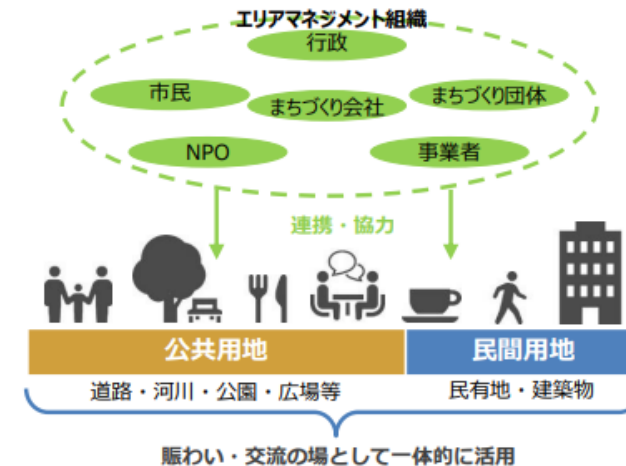 エリアマネジメント組織
行政
市民
まちづくり会社
まちづくり団体
NPO
事業者
連携・協力
公共用地
民間用地
道路・河川・公園・広場等
民有地・建築物
賑わい・交流の場として一体的に活用